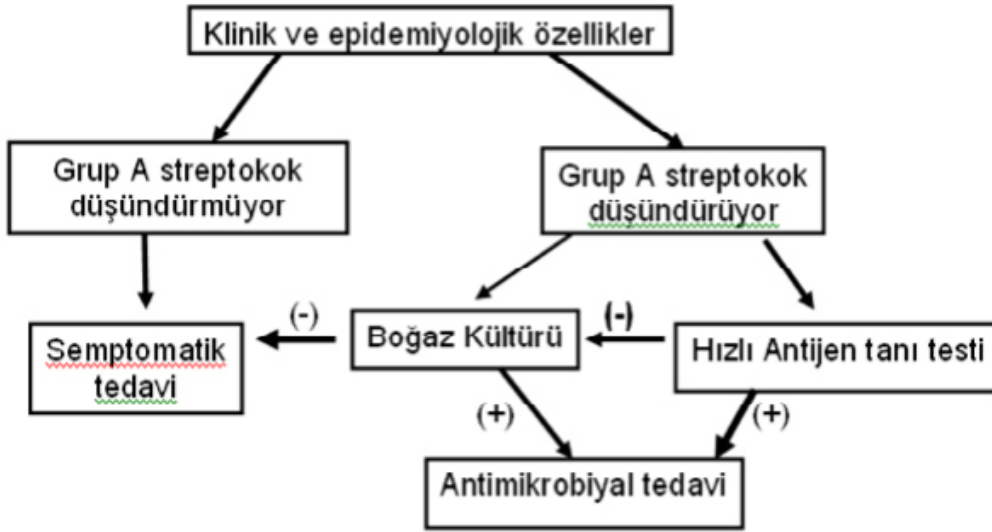 Klinik ve epidemiyolojik özellikler
Grup A streptokok
düşündürmüyor
Grup A streptokok
düşündürüyor
Semptomatik
tedavi
(-)
Boğaz Kültürü
(-)
Hızlı Antijen tanı testi
(+)
(+)
Antimikrobiyal tedavi